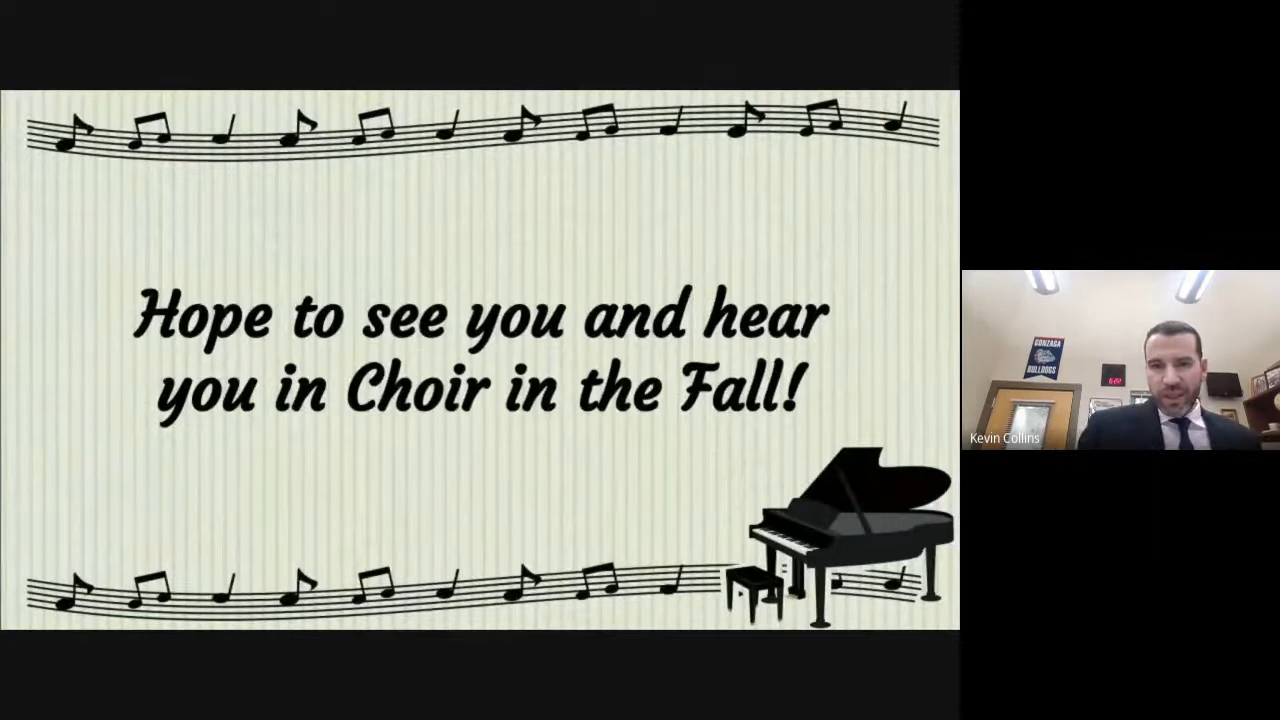 Hope to see you and hear
you in Choir in the Fall!
GONZAGA
BULLDOGS
Kevin Collins